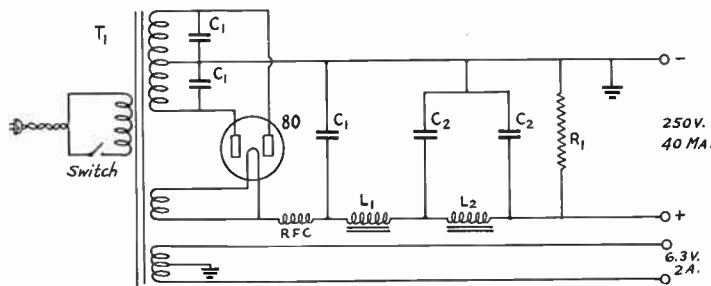 T1
C1
C1
80
C1
C2
C2
R1
-
250V.
40 MA.
Switch
RFC
L1
L2
+
6.3V.
2A.